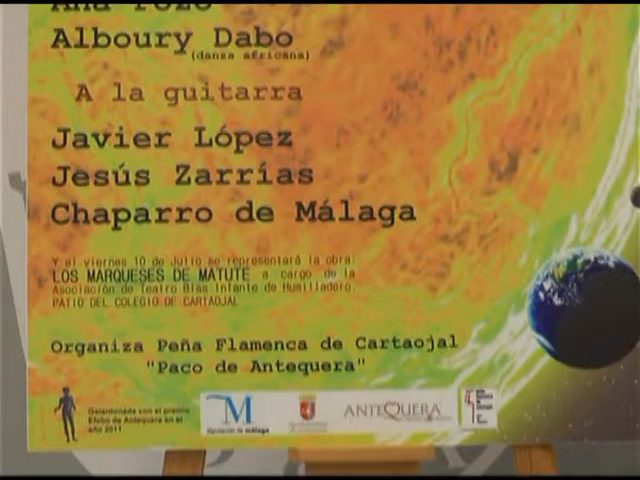 Ana Pozo
Alboury Dabo
(danza africana)
A la guitarra
Javier López
Jesús Zarrías
Chaparro de Málaga
Y el viernes 10 de Julio se representará la obra:
LOS MARQUESES DE MATUTE a cargo de la
Asociación de Teatro Blas Infante de Humilladero.
PATIO DEL COLEGIO DE CARTAOJAL
Organiza Peña Flamenca de Cartaojal
"Paco de Antequera"
Galardonada con el premio
Efebo de Antequera en el
año 2011
M
diputación de málaga
ANTEQUERA